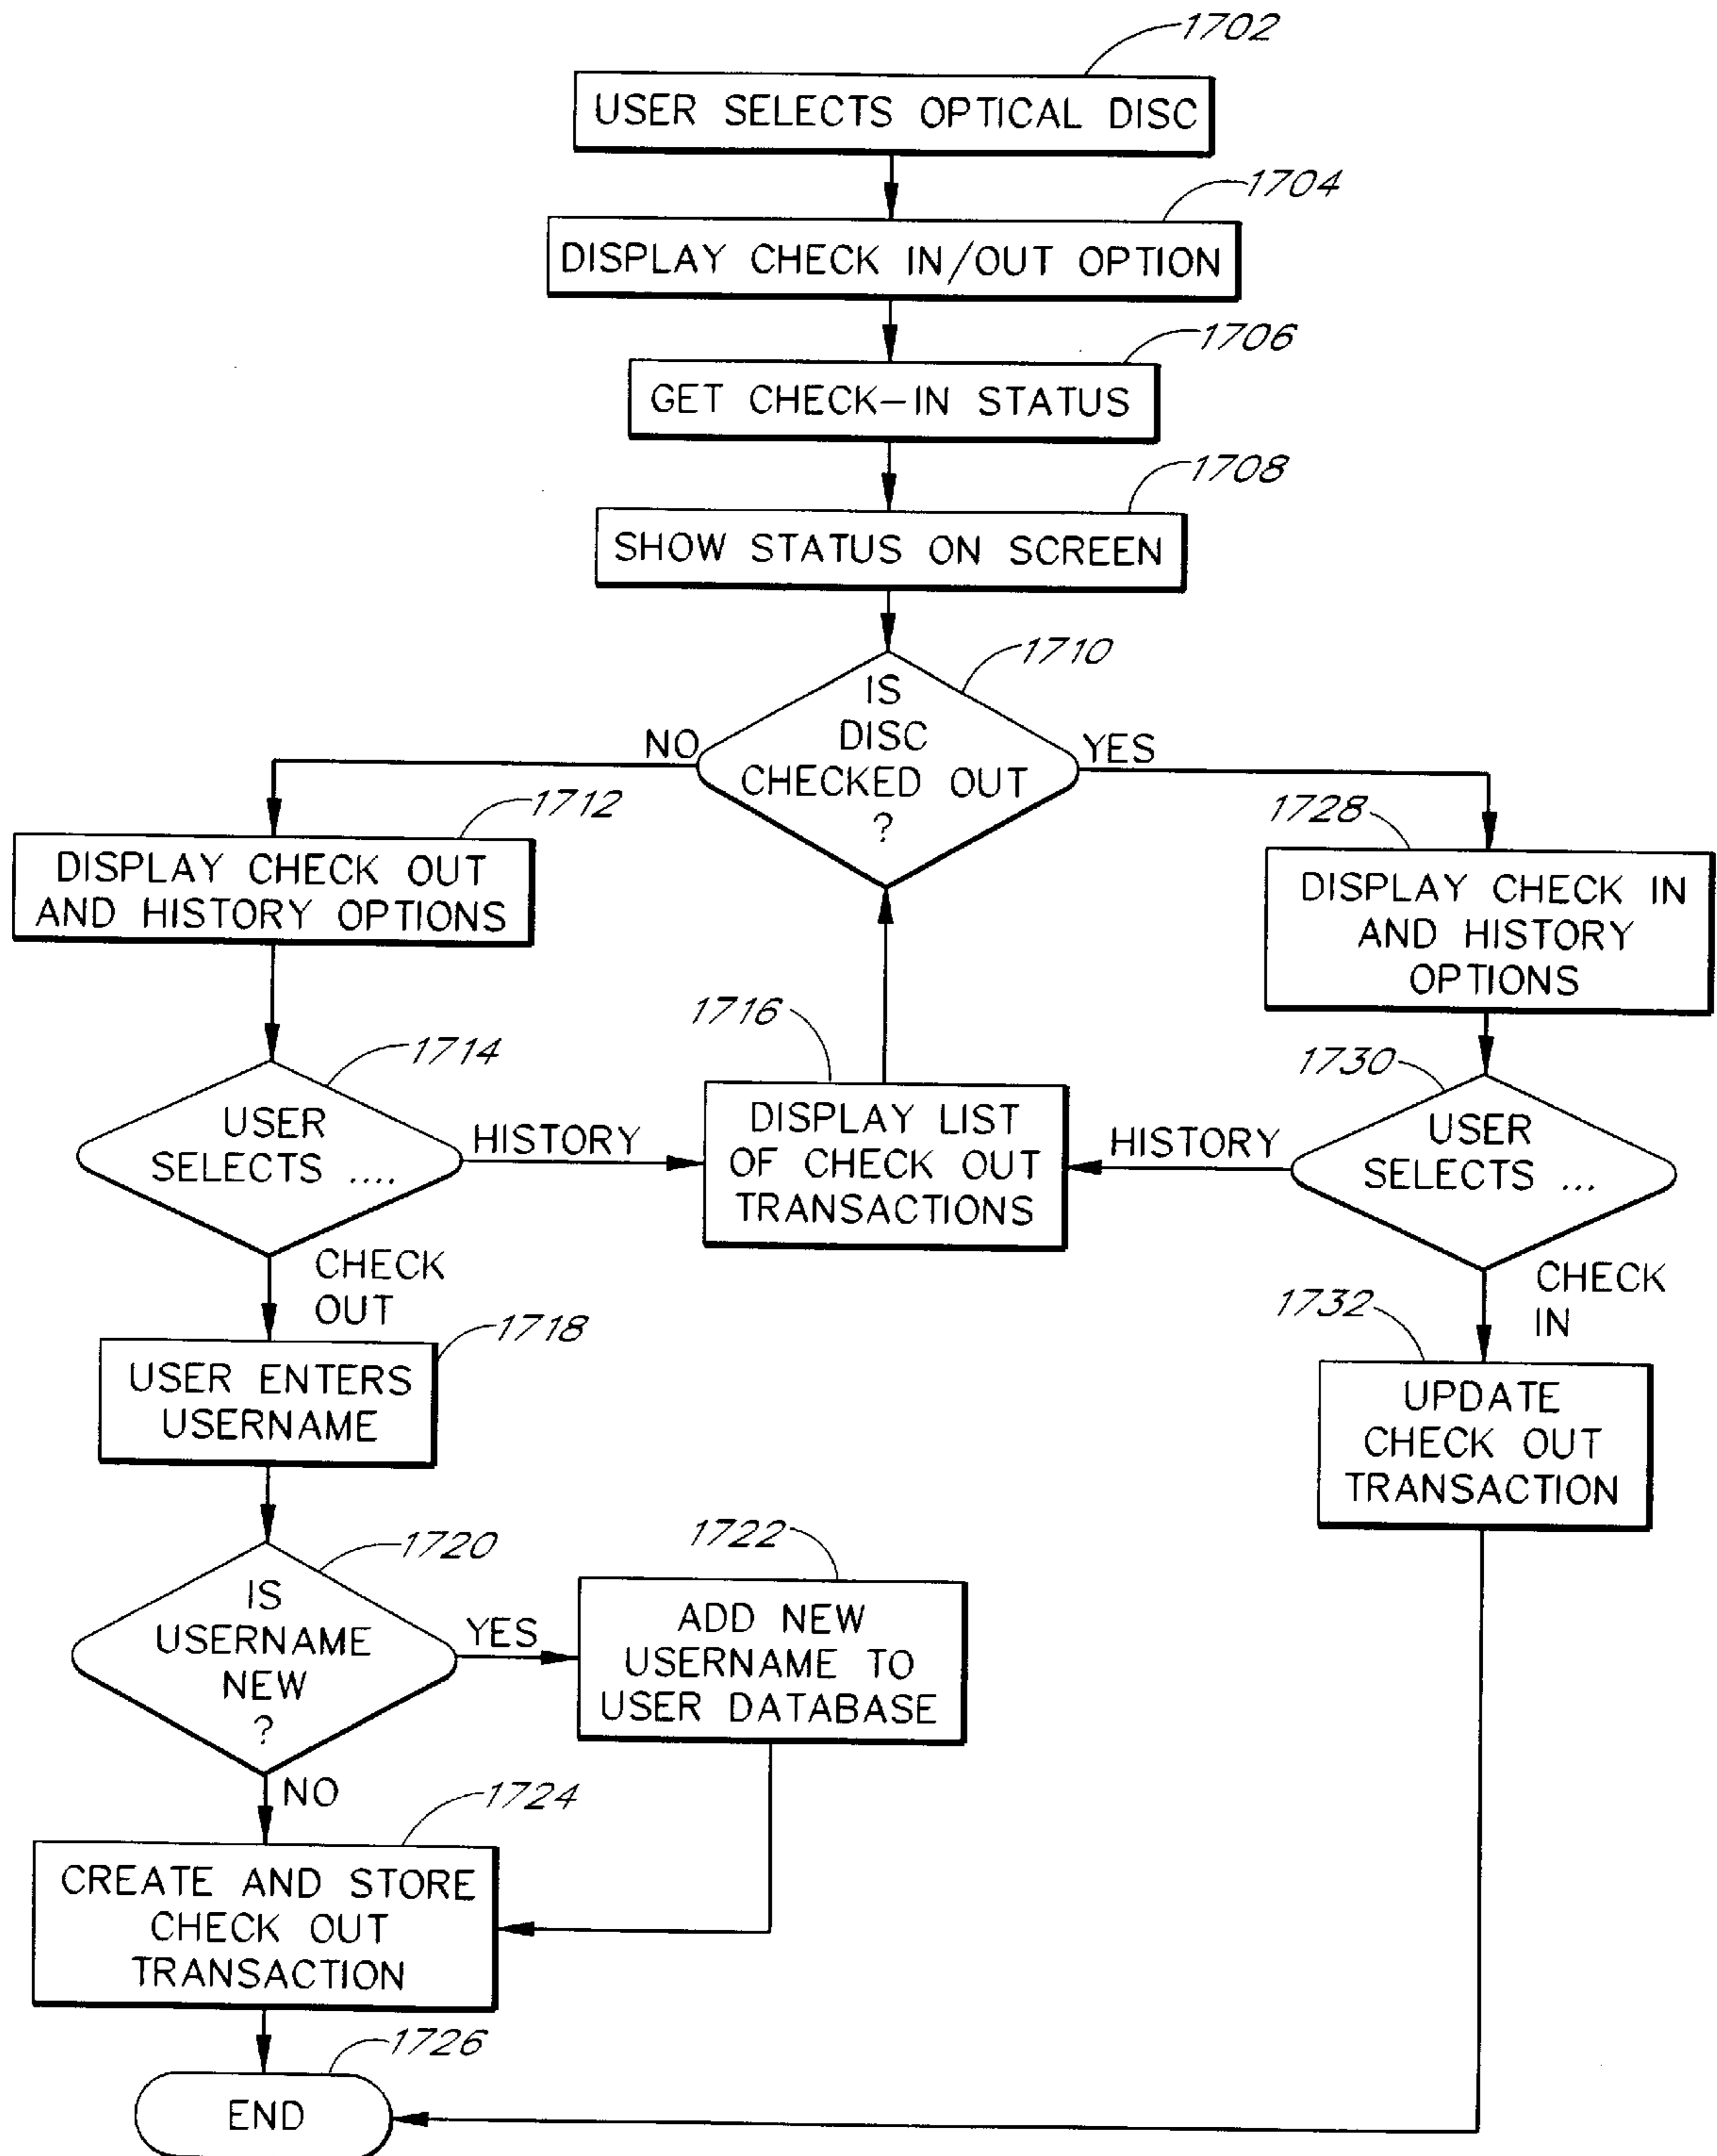 1702
USER SELECTS OPTICAL DISC
1704
DISPLAY CHECK IN/OUT OPTION
1706
GET CHECK-IN STATUS
1708
SHOW STATUS ON SCREEN
1710
IS
DISC
CHECKED OUT
?
NO
YES
1712
DISPLAY CHECK OUT
AND HISTORY OPTIONS
1728
DISPLAY CHECK IN
AND HISTORY
OPTIONS
1714
USER
SELECTS ....
HISTORY
1716
DISPLAY LIST
OF CHECK OUT
TRANSACTIONS
1730
USER
SELECTS ...
HISTORY
CHECK
OUT
CHECK
IN
1718
USER ENTERS
USERNAME
1732
UPDATE
CHECK OUT
TRANSACTION
1720
IS
USERNAME
NEW
?
YES
1722
ADD NEW
USERNAME TO
USER DATABASE
NO
1724
CREATE AND STORE
CHECK OUT
TRANSACTION
1726
END